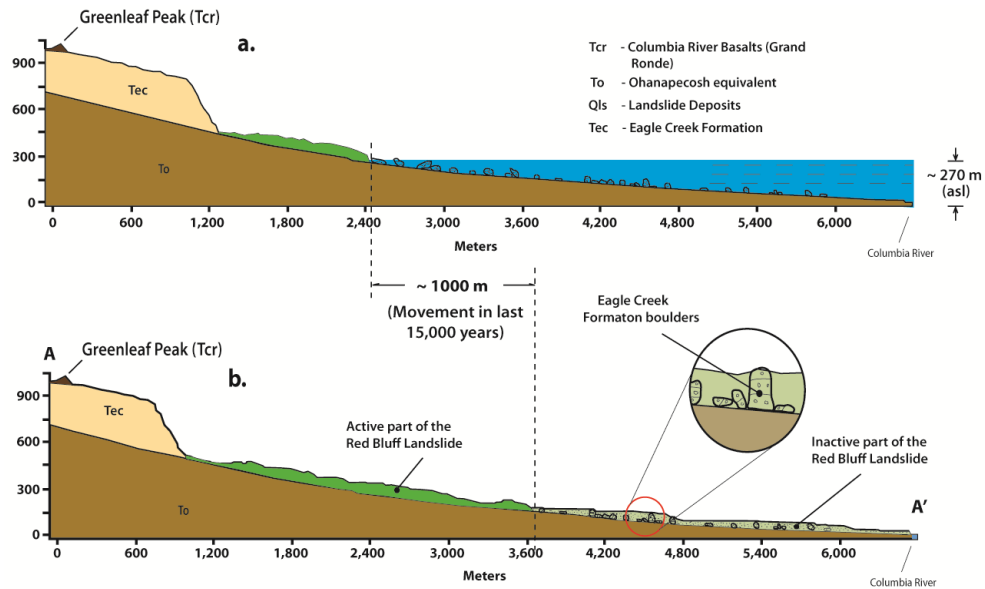 Greenleaf Peak (Tcr)
a.
Tcr - Columbia River Basalts (Grand
Ronde)
To - Ohanapecosh equivalent
Qls - Landslide Deposits
Tec - Eagle Creek Formation
900
600
300
0
Tec
To
~ 270 m
(asl)
0 600 1,200 1,800 2,400 3,000 3,600 4,200 4,800 5,400 6,000
Meters
Columbia River
~ 1000 m
(Movement in last
15,000 years)
Eagle Creek
Formaton boulders
A
Greenleaf Peak (Tcr)
b.
900
600
300
0
Tec
To
Active part of the
Red Bluff Landslide
Inactive part of the
Red Bluff Landslide
A'
0 600 1,200 1,800 2,400 3,000 3,600 4,200 4,800 5,400 6,000
Meters
Columbia River